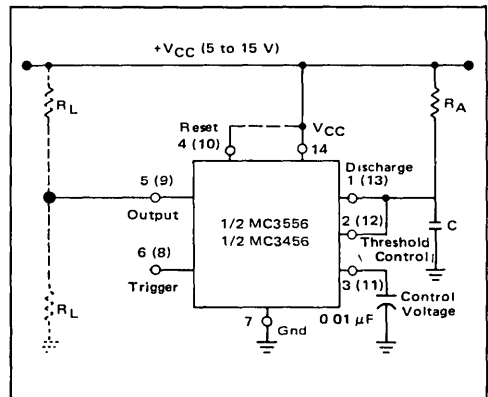 +VCC (5 to 15 V)
RL
RA
Reset
4 (10)
VCC
14
Discharge
1 (13)
5 (9)
Output
1/2 MC3556
1/2 MC3456
2 (12)
Threshold
Control
C
6 (8)
Trigger
3 (11)
Control
Voltage
RL
7
Gnd
0 01 μF